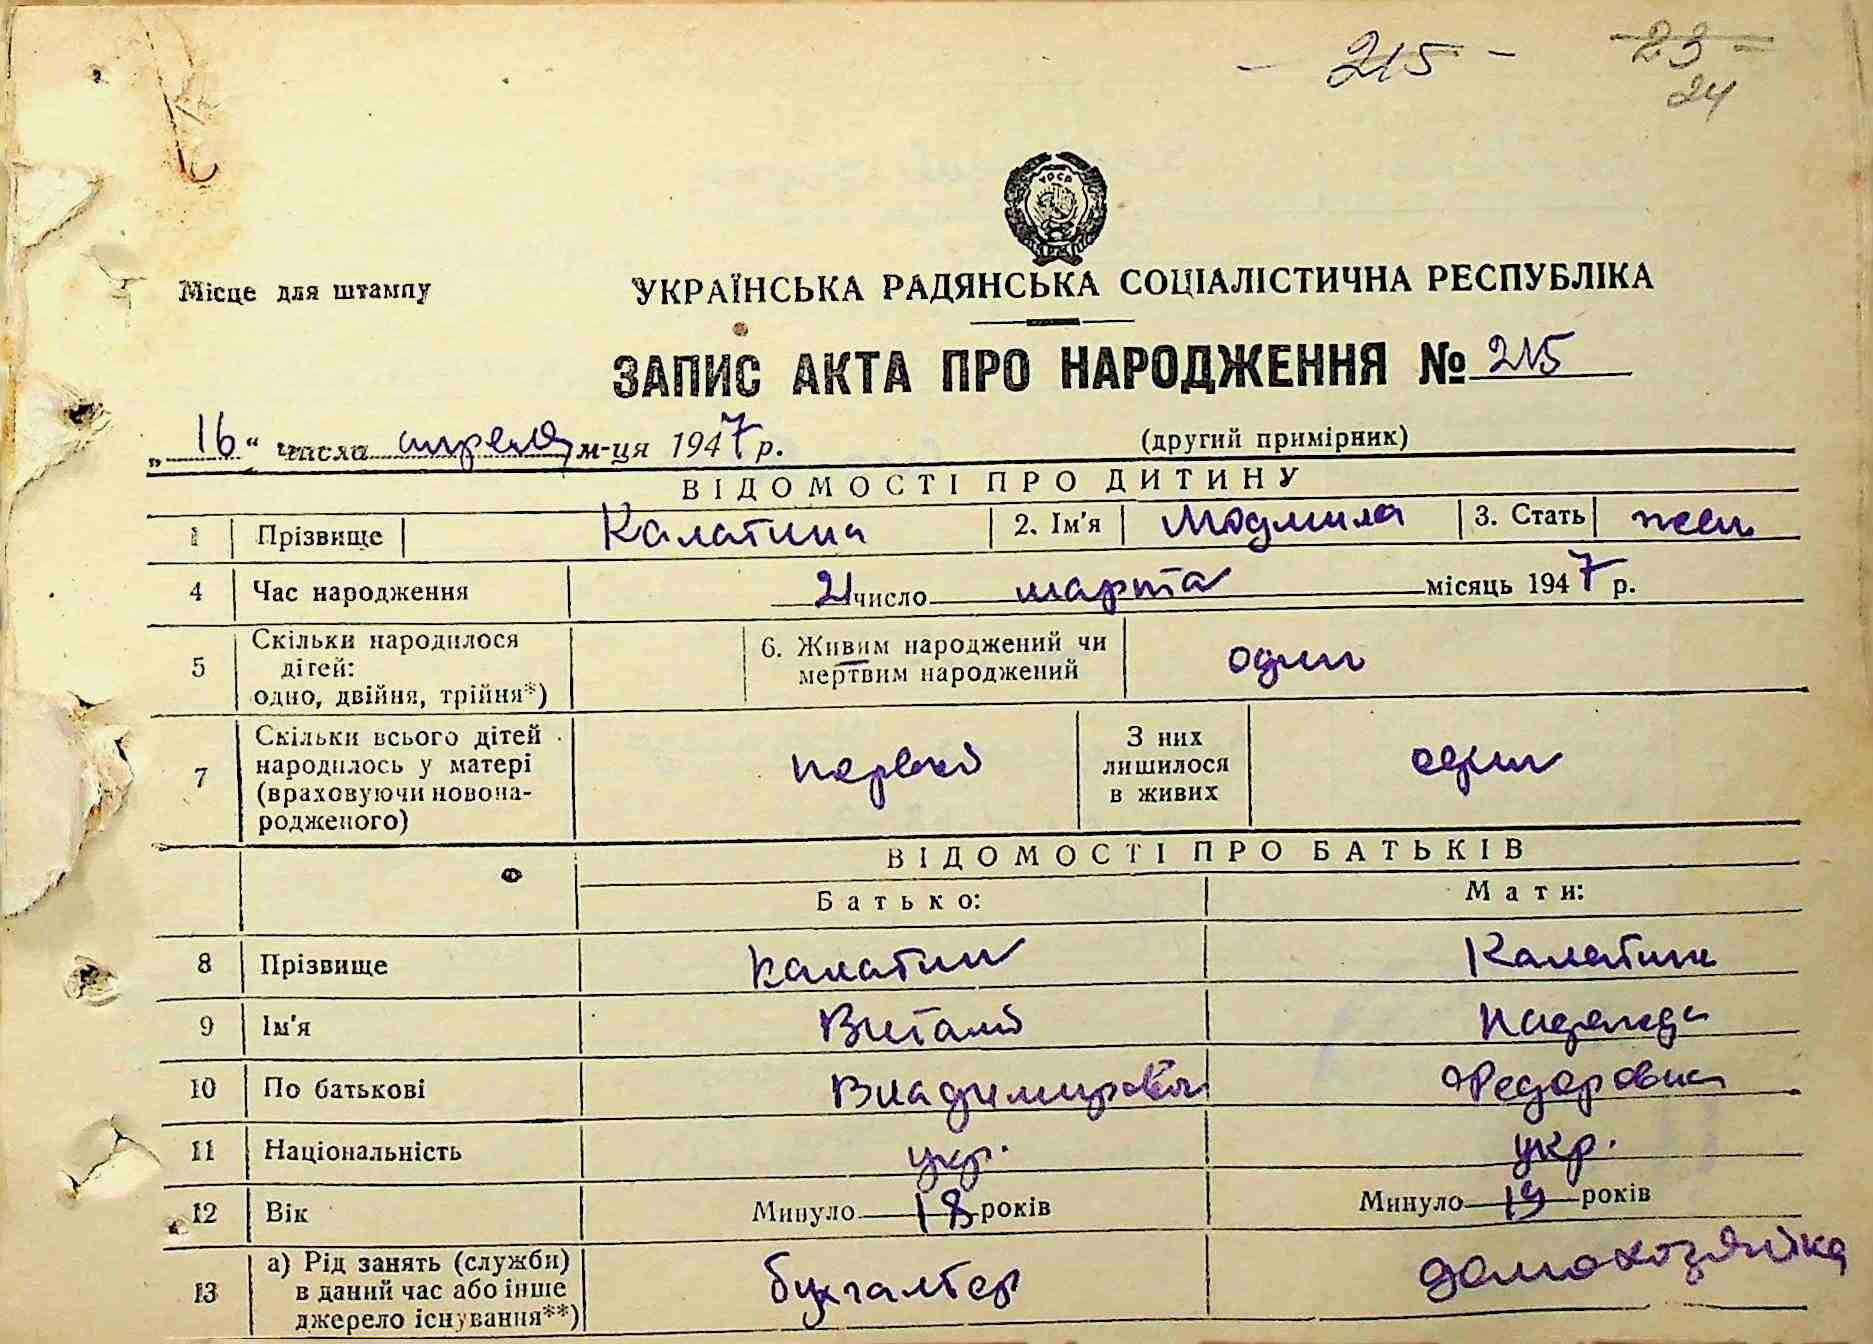 - 215 - 23 -
24
УРСР
Місце для штампу
УКРАЇНСЬКА РАДЯНСЬКА СОЦІАЛІСТИЧНА РЕСПУБЛІКА
ЗАПИС АКТА ПРО НАРОДЖЕННЯ № 215
„ 16 “ числа апреля м-ця 1947 р. (другий примірник)
ВІДОМОСТІ ПРО ДИТИНУ
1 Прізвище Калатина 2. Ім'я Людмила 3. Стать жен
4 Час народження 21 число марта місяць 1947 р.
5 Скільки народилося дітей: одно, двійня, трійня*) 6. Живим народжений чи мертвим народжений один
7 Скільки всього дітей народилось у матері (враховуючи новона-родженого) первый З них лишилося в живих один
ВІДОМОСТІ ПРО БАТЬКІВ
Батько: Мати:
8 Прізвище Калатин Калатин
9 Ім'я Виталий Надежда
10 По батькові Владимирович Федоровна
11 Національність укр. укр.
12 Вік Минуло 18 років Минуло 19 років
13 а) Рід занять (служби) в даний час або інше джерело існування**) бухгалтер домохозяйка